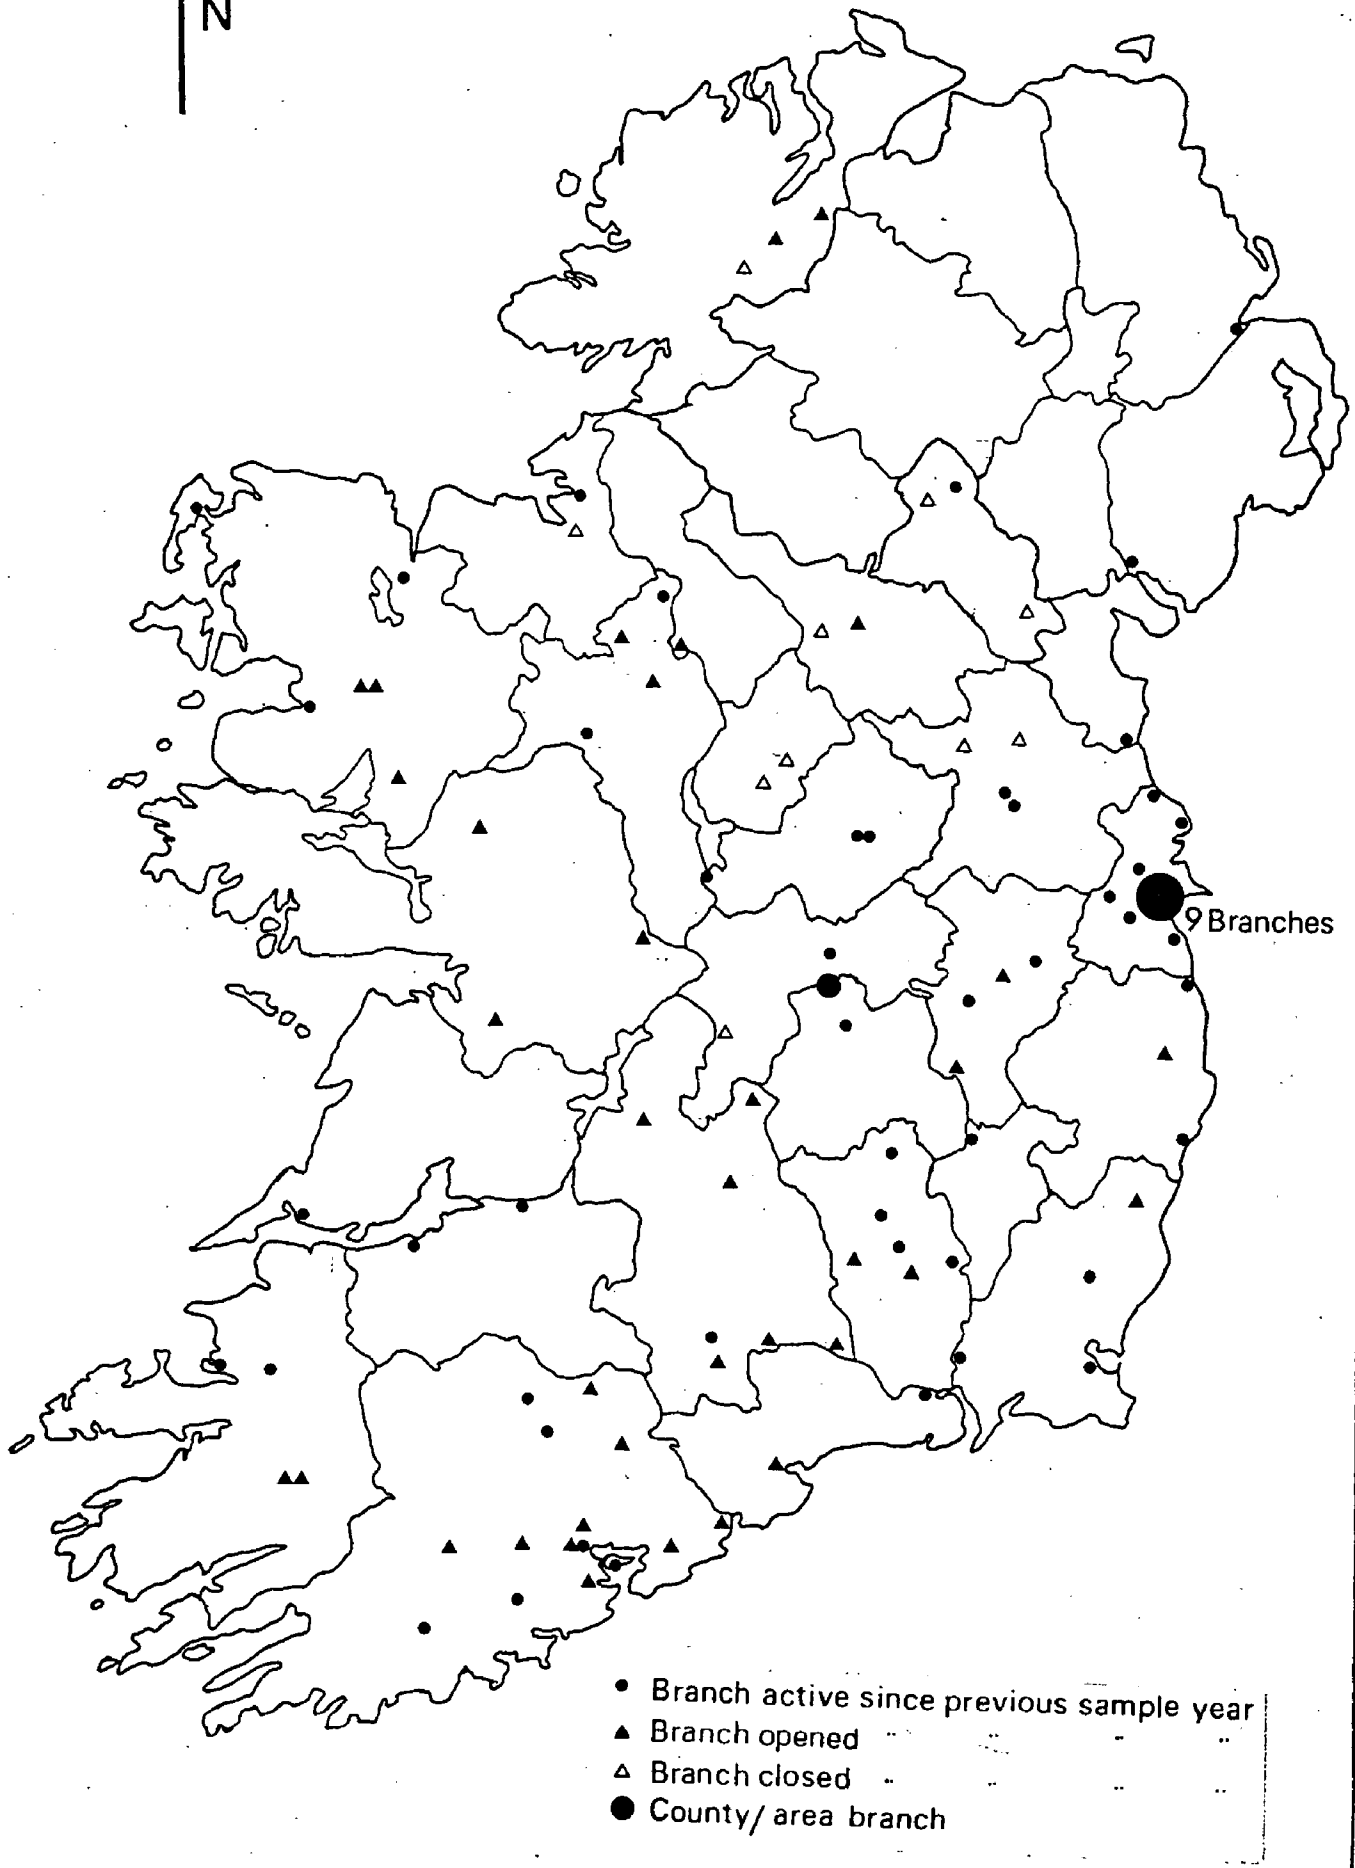 N
9 Branches
Branch active since previous sample year
Branch opened " " " "
Branch closed " " " "
County/area branch